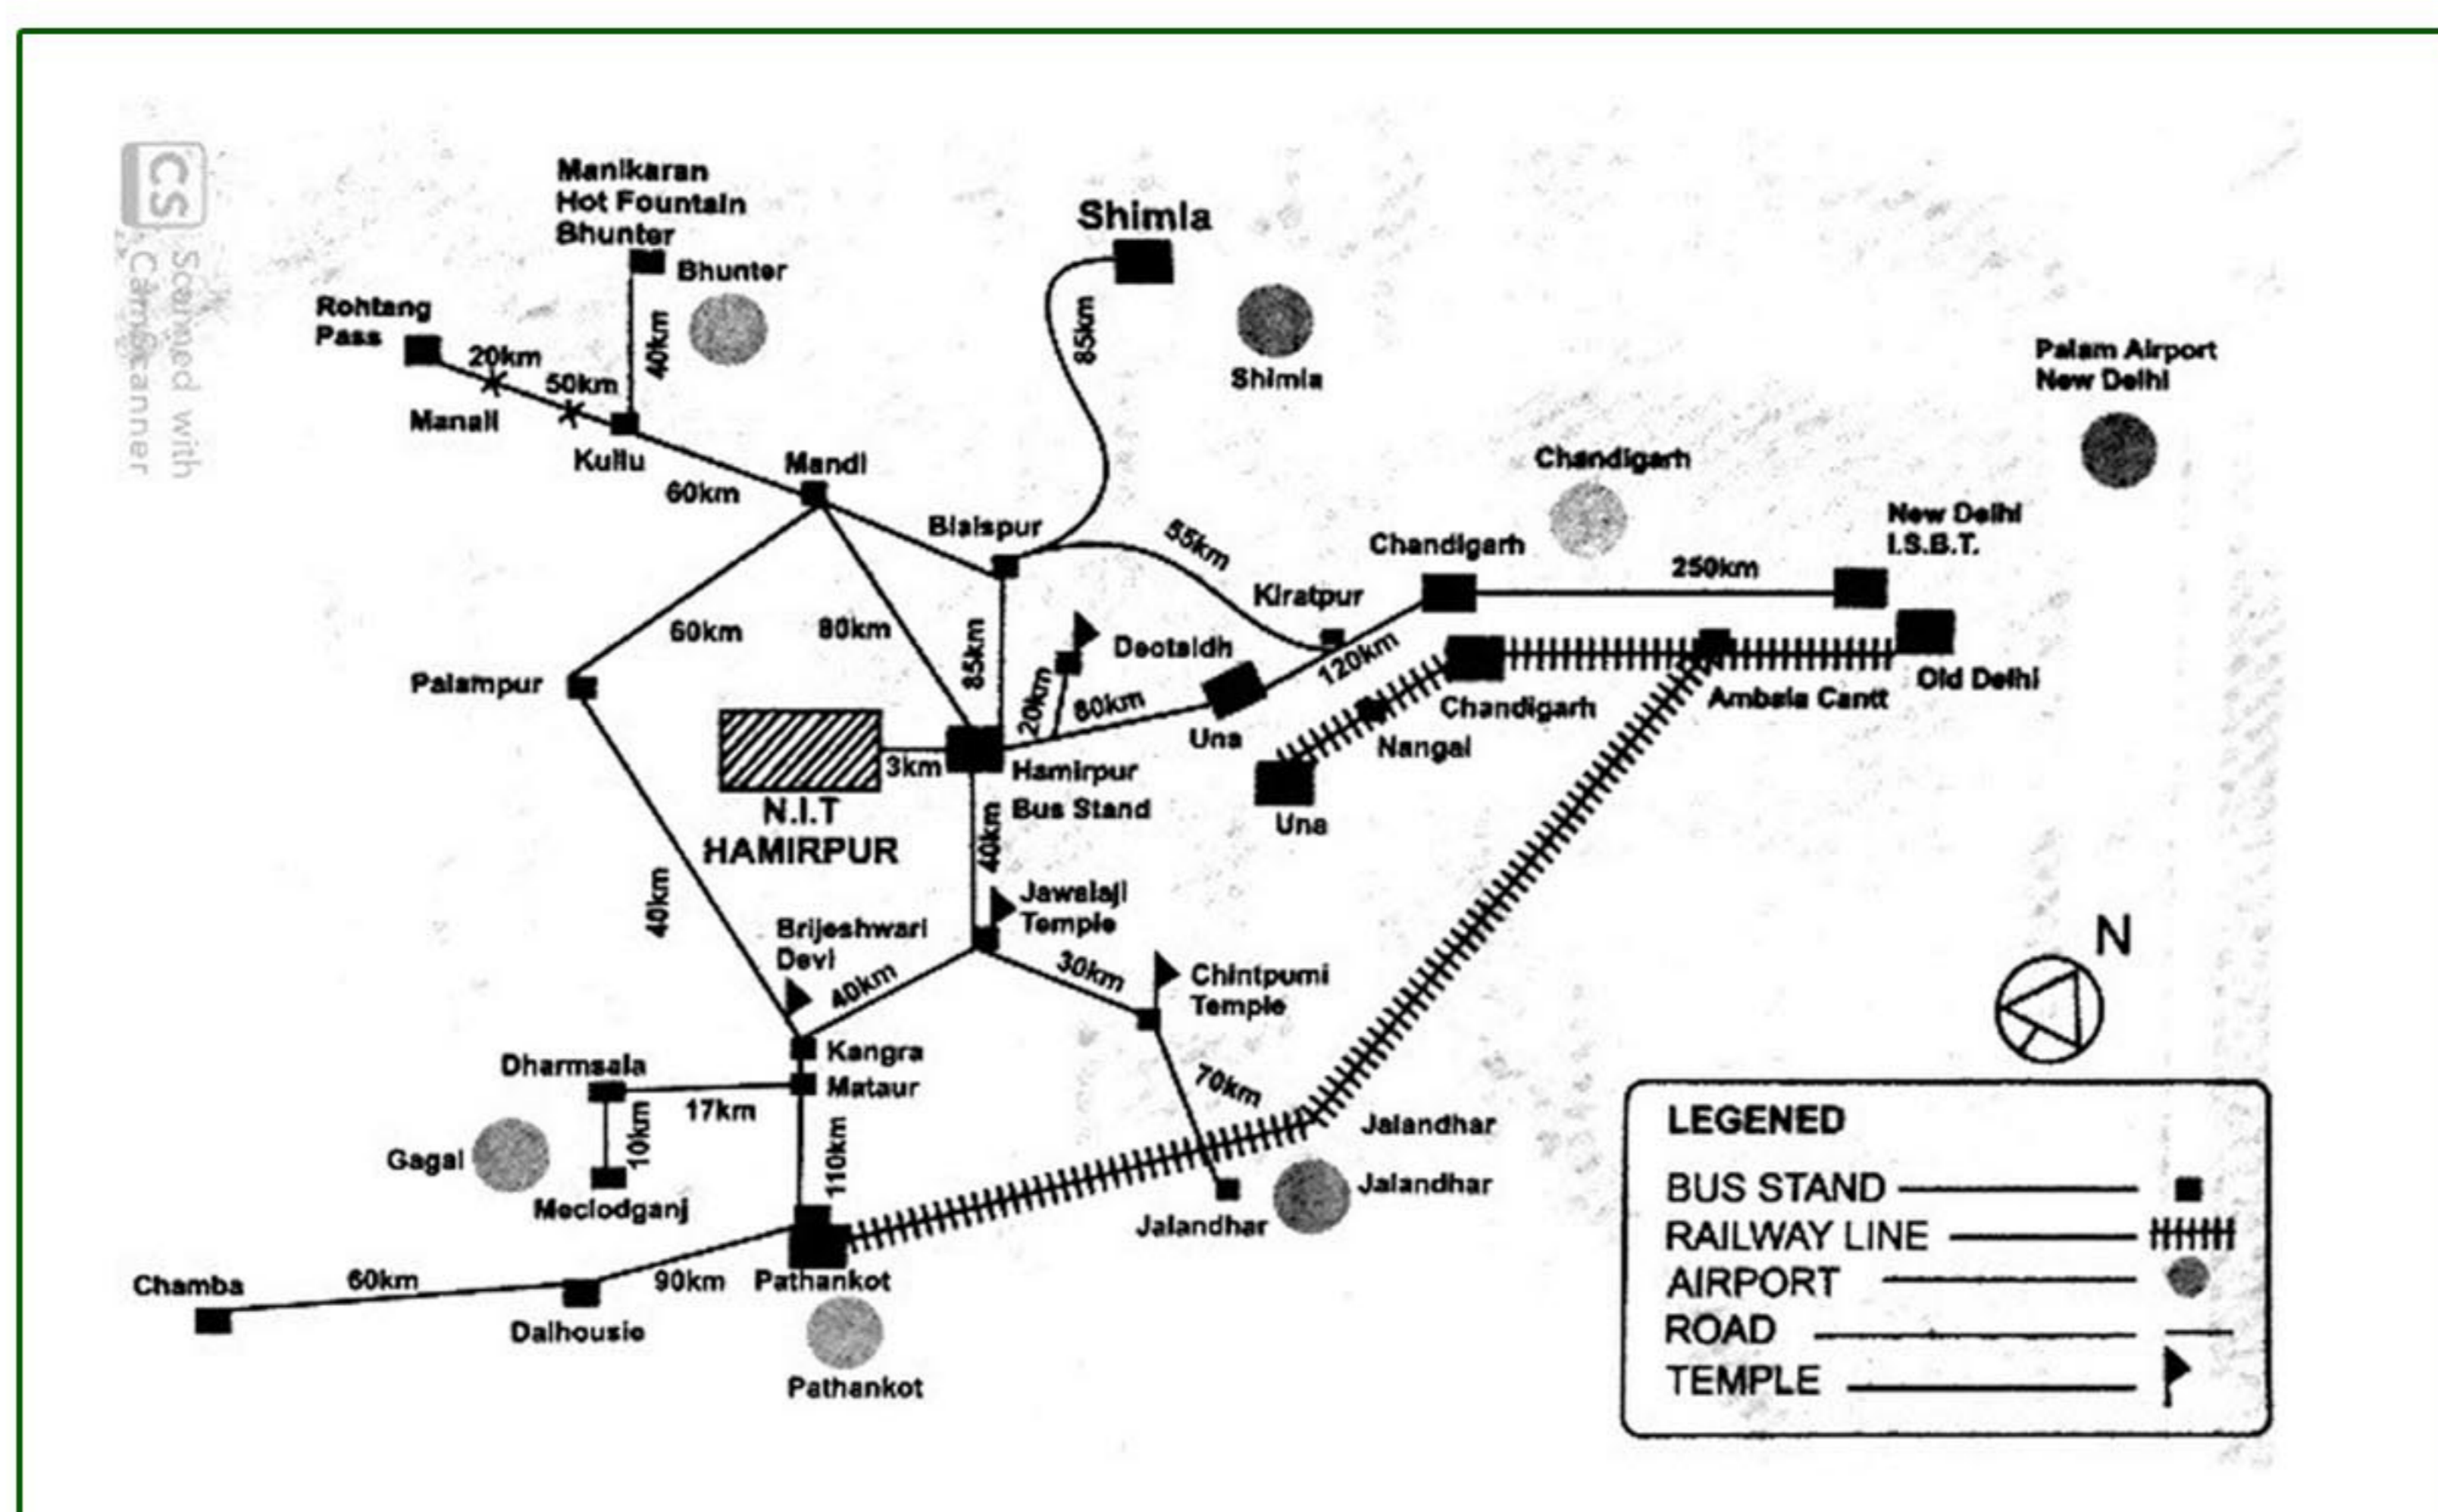 CS
Scanned with
CamScanner
Manikaran
Hot Fountain
Bhunter
Bhunter
Shimla
Rohtang
Pass
20km
50km
40km
85km
Shimla
Palam Airport
New Delhi
Manali
Kullu
60km
Mandi
Blaispur
55km
Chandigarh
Chandigarh
New Delhi
I.S.B.T.
250km
Kiratpur
60km
80km
85km
Deotsidh
120km
Palampur
20km
80km
Una
Chandigarh
Ambala Cantt
Old Delhi
Nangal
3km
Hamirpur
Bus Stand
N.I.T
HAMIRPUR
Una
40km
40km
Jawalaji
Temple
Brijeshwari
Devi
40km
30km
Chintpurni
Temple
N
Kangra
Dharmsala
Mataur
17km
10km
70km
110km
Gagal
Meclodganj
Jalandhar
Jalandhar
Jalandhar
Chamba
60km
90km
Pathankot
Dalhousie
Pathankot
LEGENED
BUS STAND
RAILWAY LINE
AIRPORT
ROAD
TEMPLE